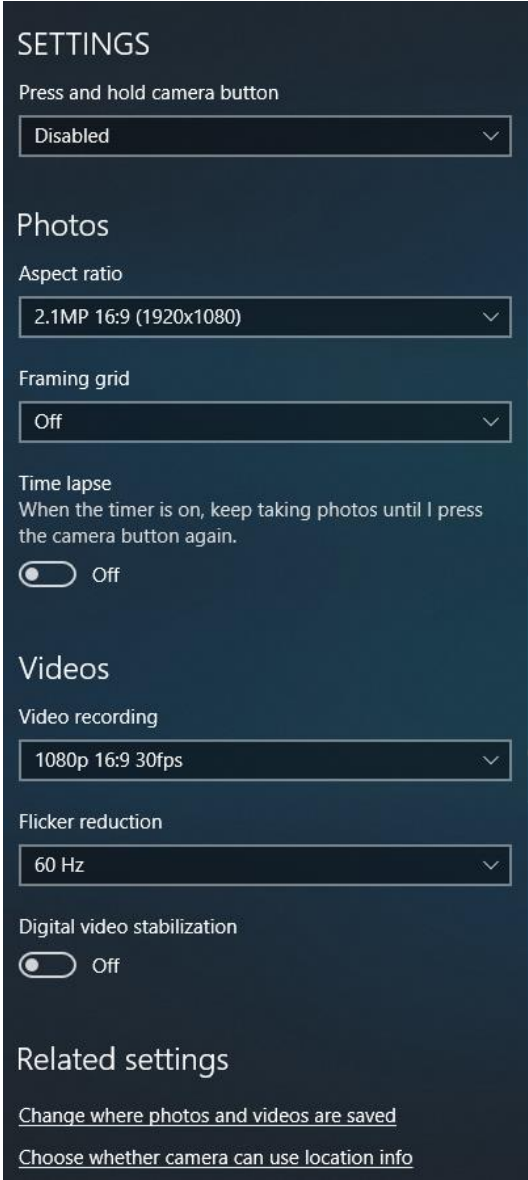 SETTINGS
Press and hold camera button
Disabled
Photos
Aspect ratio
2.1MP 16:9 (1920x1080)
Framing grid
Off
Time lapse
When the timer is on, keep taking photos until I press
the camera button again.
Off
Videos
Video recording
1080p 16:9 30fps
Flicker reduction
60 Hz
Digital video stabilization
Off
Related settings
Change where photos and videos are saved
Choose whether camera can use location info